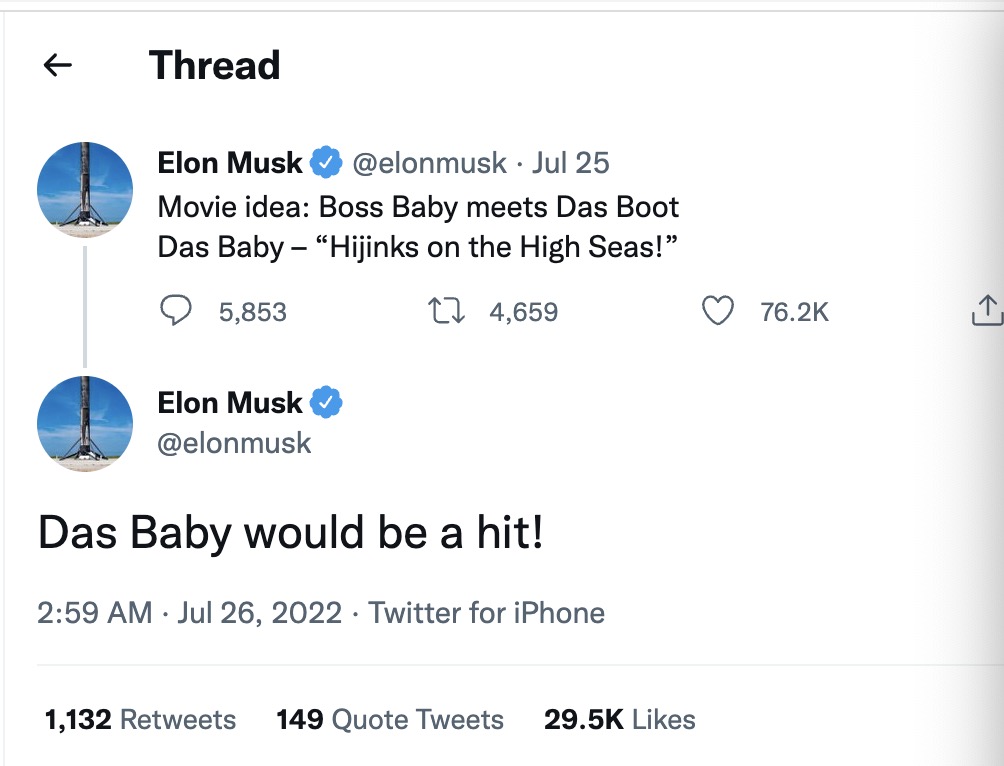 Thread
Elon Musk @elonmusk · Jul 25
Movie idea: Boss Baby meets Das Boot
Das Baby – “Hijinks on the High Seas!”
5,853 4,659 76.2K
Elon Musk
@elonmusk
Das Baby would be a hit!
2:59 AM · Jul 26, 2022 · Twitter for iPhone
1,132 Retweets 149 Quote Tweets 29.5K Likes